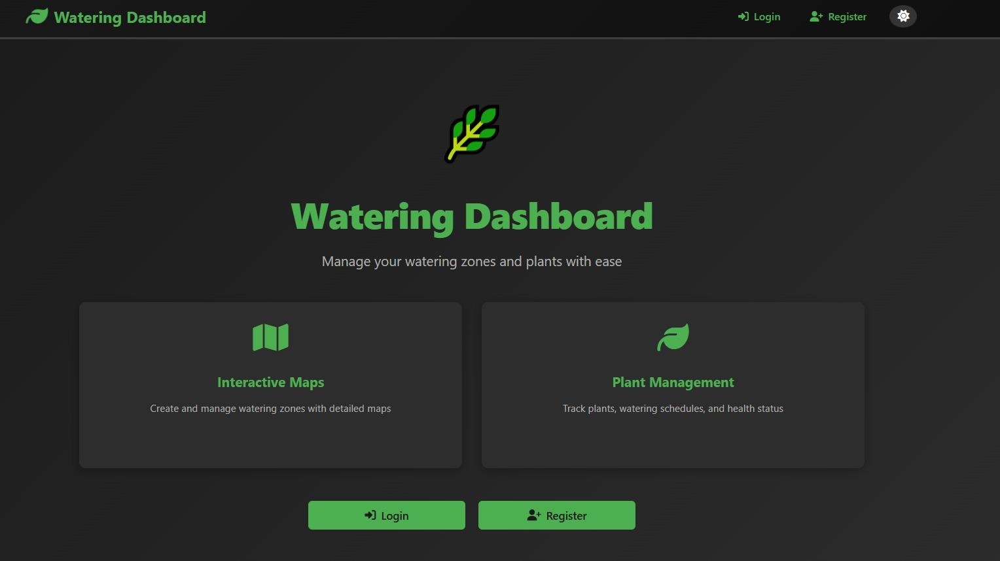 Watering Dashboard
Login
Register
Watering Dashboard
Manage your watering zones and plants with ease
Interactive Maps
Create and manage watering zones with detailed maps
Plant Management
Track plants, watering schedules, and health status
Login
Register